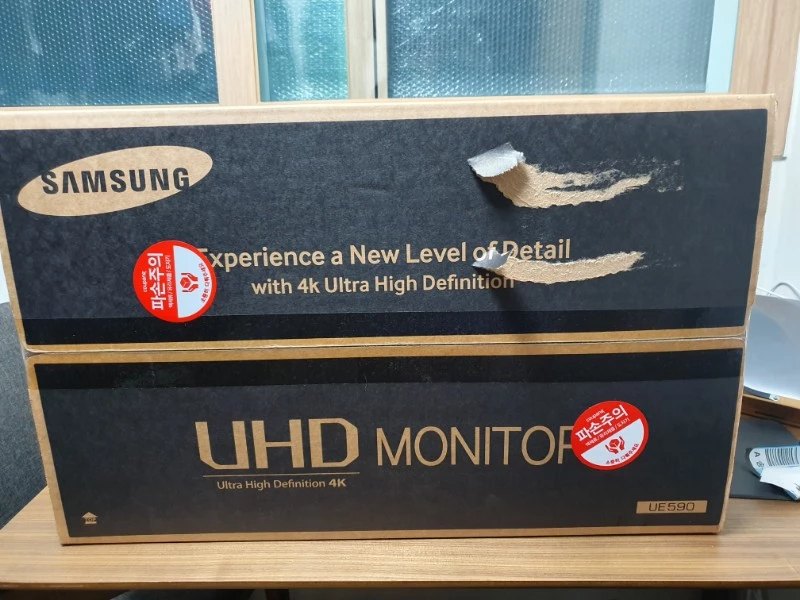 SAMSUNG
Experience a New Level of Detail
with 4k Ultra High Definition
파손주의
UHD MONITOR
Ultra High Definition 4K
파손주의
UE590